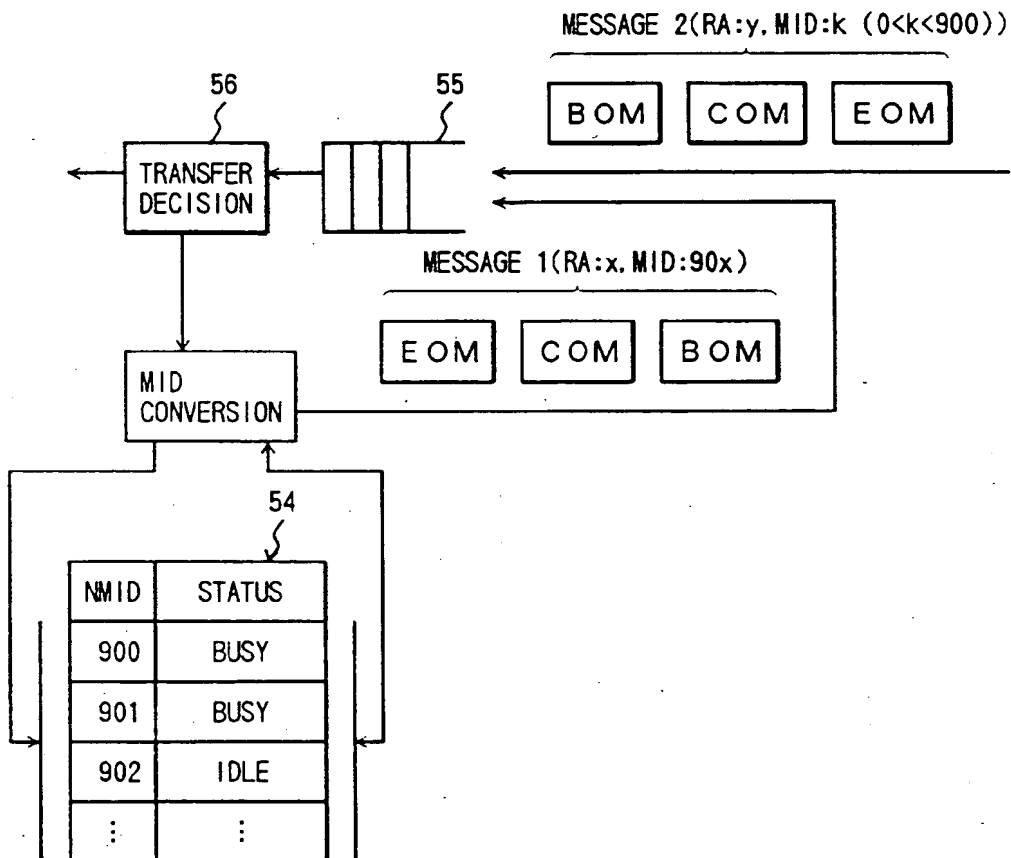 MESSAGE 2(RA:y, MID:k (0<k<900))
56
55
BOM COM EOM
TRANSFER
DECISION
MESSAGE 1(RA:x, MID:90x)
EOM COM BOM
MID
CONVERSION
54
NMID STATUS
900 BUSY
901 BUSY
902 IDLE
⋮ ⋮